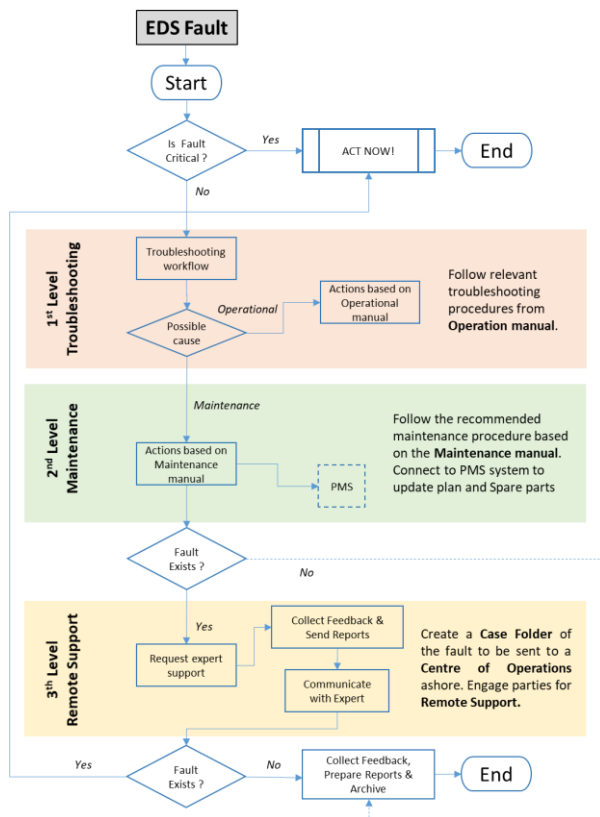 EDS Fault
Start
Is Fault
Critical ?
Yes
ACT NOW!
End
No
1st Level
Troubleshooting
Troubleshooting
workflow
Operational
Actions based on
Operational
manual
Possible
cause
Follow relevant
troubleshooting
procedures from
Operation manual.
2nd Level
Maintenance
Maintenance
Actions based on
Maintenance
manual
PMS
Follow the recommended
maintenance procedure based
on the Maintenance manual.
Connect to PMS system to
update plan and Spare parts
Fault
Exists ?
No
3th Level
Remote Support
Yes
Request expert
support
Collect Feedback &
Send Reports
Communicate
with Expert
Create a Case Folder of
the fault to be sent to a
Centre of Operations
ashore. Engage parties for
Remote Support.
Yes
Fault
Exists ?
No
Collect Feedback,
Prepare Reports &
Archive
End